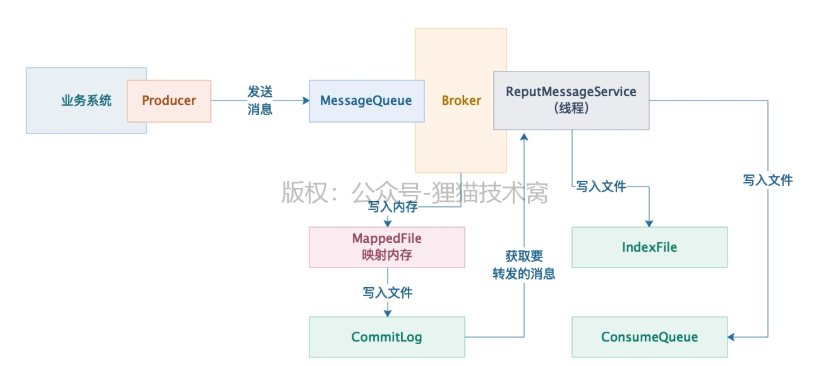 业务系统
Producer
发送
消息
MessageQueue
Broker
ReputMessageService
（线程）
版权：公众号-狸猫技术窝
写入内存
写入文件
写入文件
MappedFile
映射内存
获取要
转发的消息
IndexFile
写入文件
CommitLog
ConsumeQueue